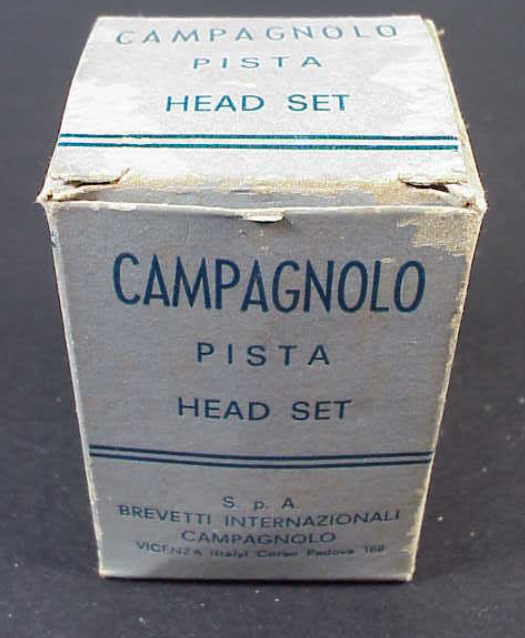 CAMPAGNOLO
PISTA
HEAD SET
CAMPAGNOLO
PISTA
HEAD SET
S. p. A.
BREVETTI INTERNAZIONALI
CAMPAGNOLO
VICENZA (Italy) Corso Padova 168